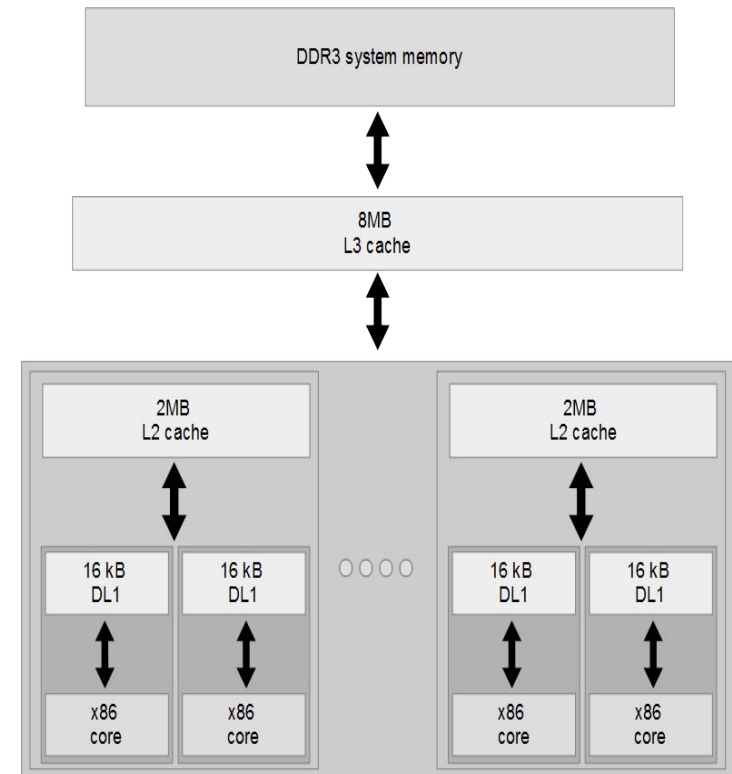 DDR3 system memory
8MB
L3 cache
2MB
L2 cache
2MB
L2 cache
16 kB
DL1
16 kB
DL1
16 kB
DL1
16 kB
DL1
x86
core
x86
core
x86
core
x86
core